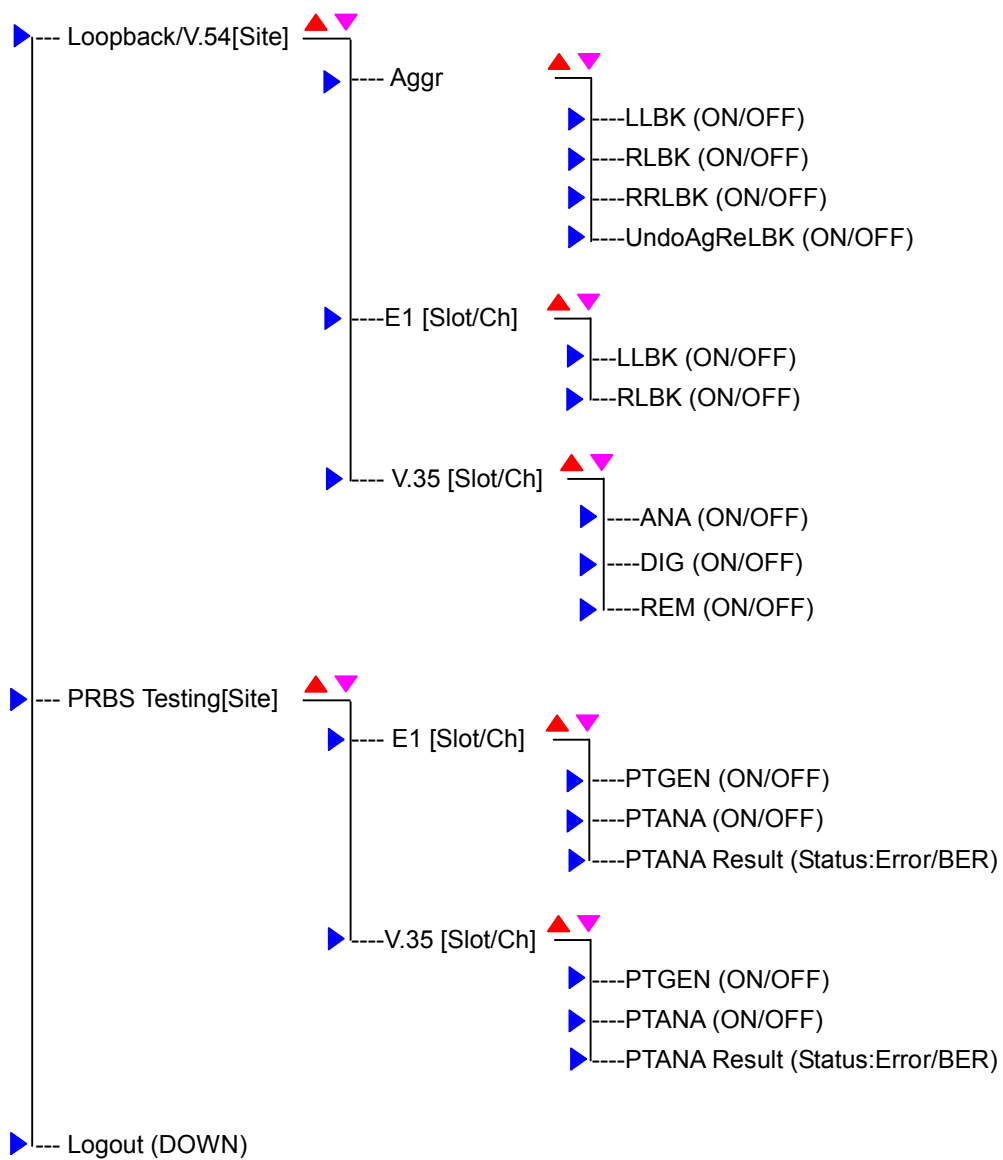 --- Loopback/V.54[Site]
---- Aggr
----LLBK (ON/OFF)
----RLBK (ON/OFF)
----RRLBK (ON/OFF)
----UndoAgReLBK (ON/OFF)
----E1 [Slot/Ch]
---LLBK (ON/OFF)
---RLBK (ON/OFF)
---- V.35 [Slot/Ch]
----ANA (ON/OFF)
----DIG (ON/OFF)
----REM (ON/OFF)
--- PRBS Testing[Site]
---- E1 [Slot/Ch]
----PTGEN (ON/OFF)
----PTANA (ON/OFF)
----PTANA Result (Status:Error/BER)
----V.35 [Slot/Ch]
----PTGEN (ON/OFF)
----PTANA (ON/OFF)
----PTANA Result (Status:Error/BER)
--- Logout (DOWN)